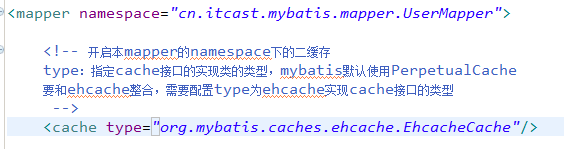 <mapper namespace="cn.itcast.mybatis.mapper.UserMapper">
<!-- 开启本mapper的namespace下的二缓存
type：指定cache接口的实现类的类型，mybatis默认使用PerpetualCache
要和ehcache整合，需要配置type为ehcache实现cache接口的类型
-->
<cache type="org.mybatis.caches.ehcache.EhcacheCache"/>